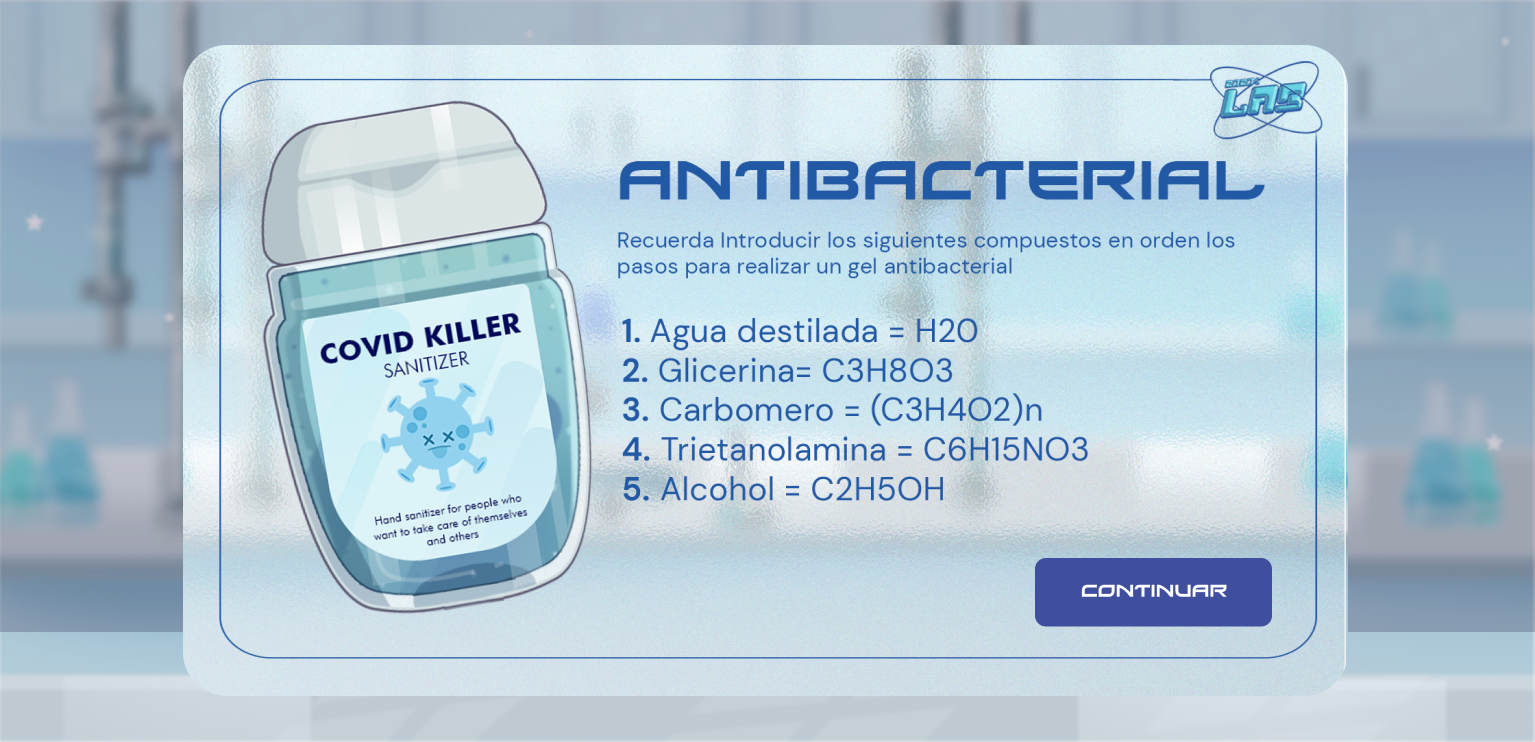 LAB
ANTIBACTERIAL
Recuerda Introducir los siguientes compuestos en orden los
pasos para realizar un gel antibacterial
1. Agua destilada = H2O
2. Glicerina= C3H8O3
3. Carbomero = (C3H4O2)n
4. Trietanolamina = C6H15NO3
5. Alcohol = C2H5OH
COVID KILLER
SANITIZER
Hand sanitizer for people who
want to take care of themselves
and others
CONTINUAR